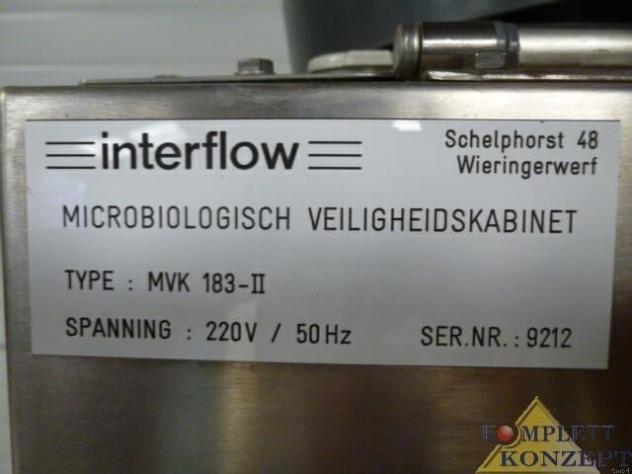 interflow
Schelphorst 48
Wieringerwerf
MICROBIOLOGISCH VEILIGHEIDSKABINET
TYPE : MVK 183-II
SPANNING : 220V / 50Hz
SER.NR.: 9212
KOMPLETT
KONZEPT